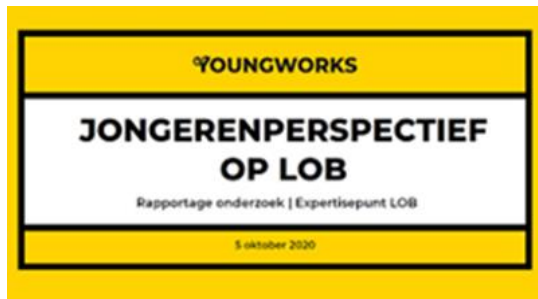 YOUNGWORKS
JONGERENPERSPECTIEF
OP LOB
Rapportage onderzoek | Expertisepunt LOB
5 oktober 2020